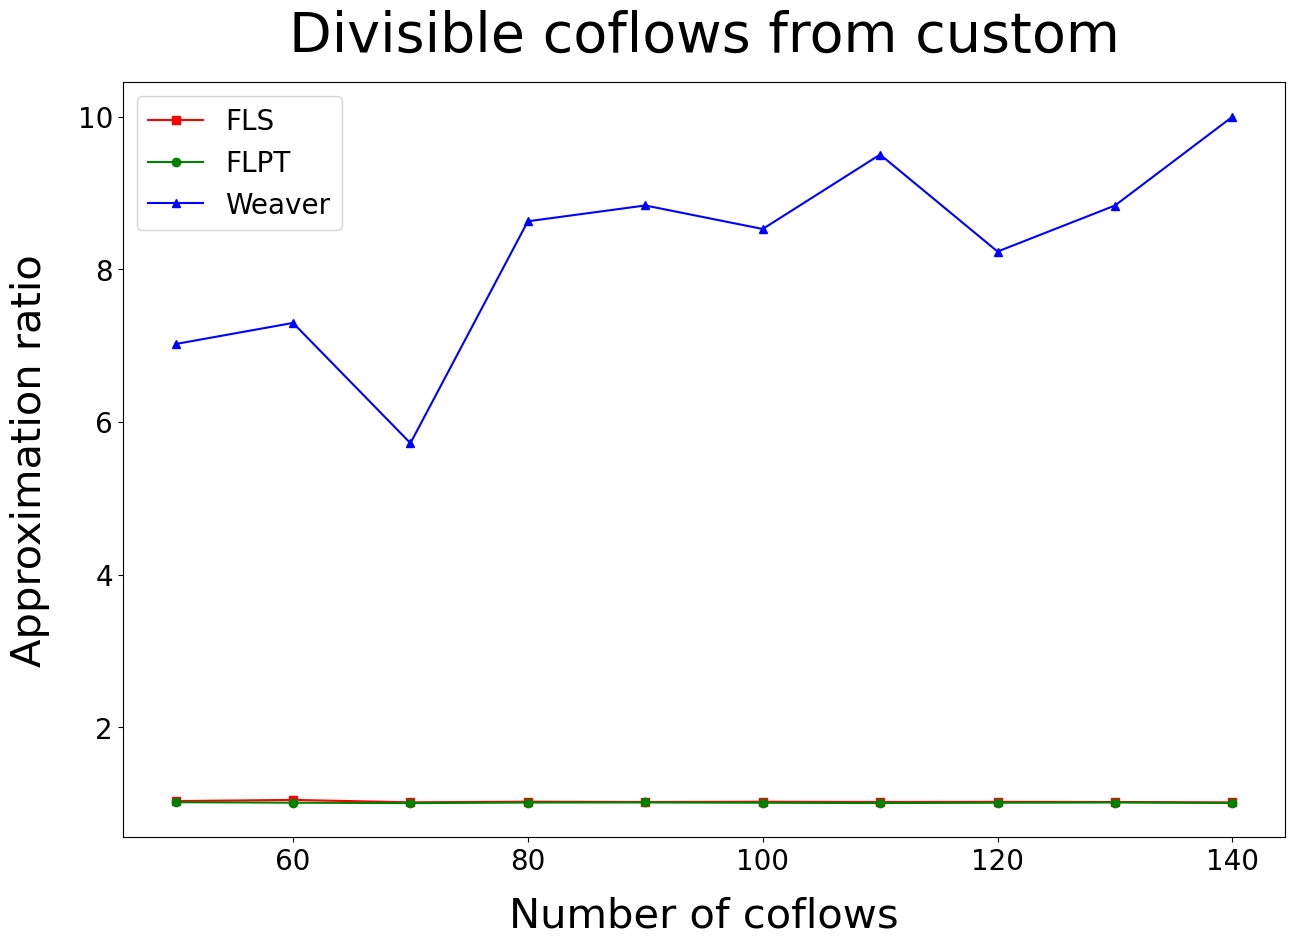 Divisible coflows from custom
FLS
FLPT
Weaver
10
8
6
4
2
Approximation ratio
60
80
100
120
140
Number of coflows